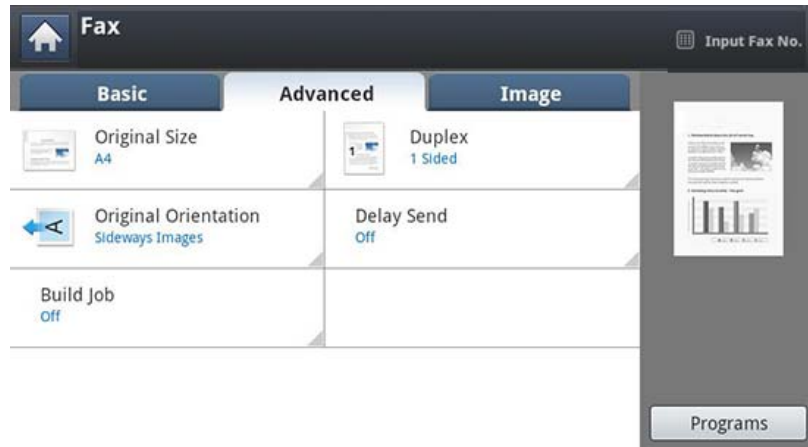 Fax
Input Fax No.
Basic
Advanced
Image
Original Size
A4
1
Duplex
1 Sided
A
Original Orientation
Sideways Images
Delay Send
Off
Build Job
Off
Programs